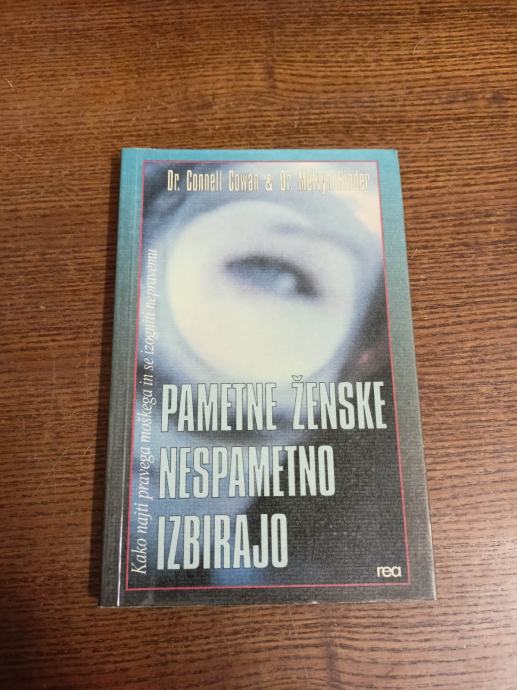 Dr. Connell Cowan & Dr. Melvyn Kinder
Kako najti pravega moškega in se izogniti nepravemu
PAMETNE ŽENSKE
NESPAMETNO
IZBIRAJO
rea